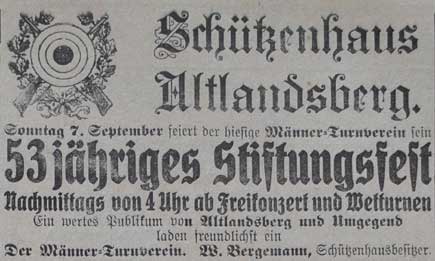 Schützenhaus
Altlandsberg.
Sonntag 7. September feiert der hiesige Männer-Turnverein sein
53 jähriges Stiftungsfest
Nachmittags von 4 Uhr ab Freikonzert und Wetturnen
Ein wertes Publikum von Altlandsberg und Umgegend
laden freundlichst ein
Der Männer-Turnverein. W. Bergemann, Schützenhausbesitzer.